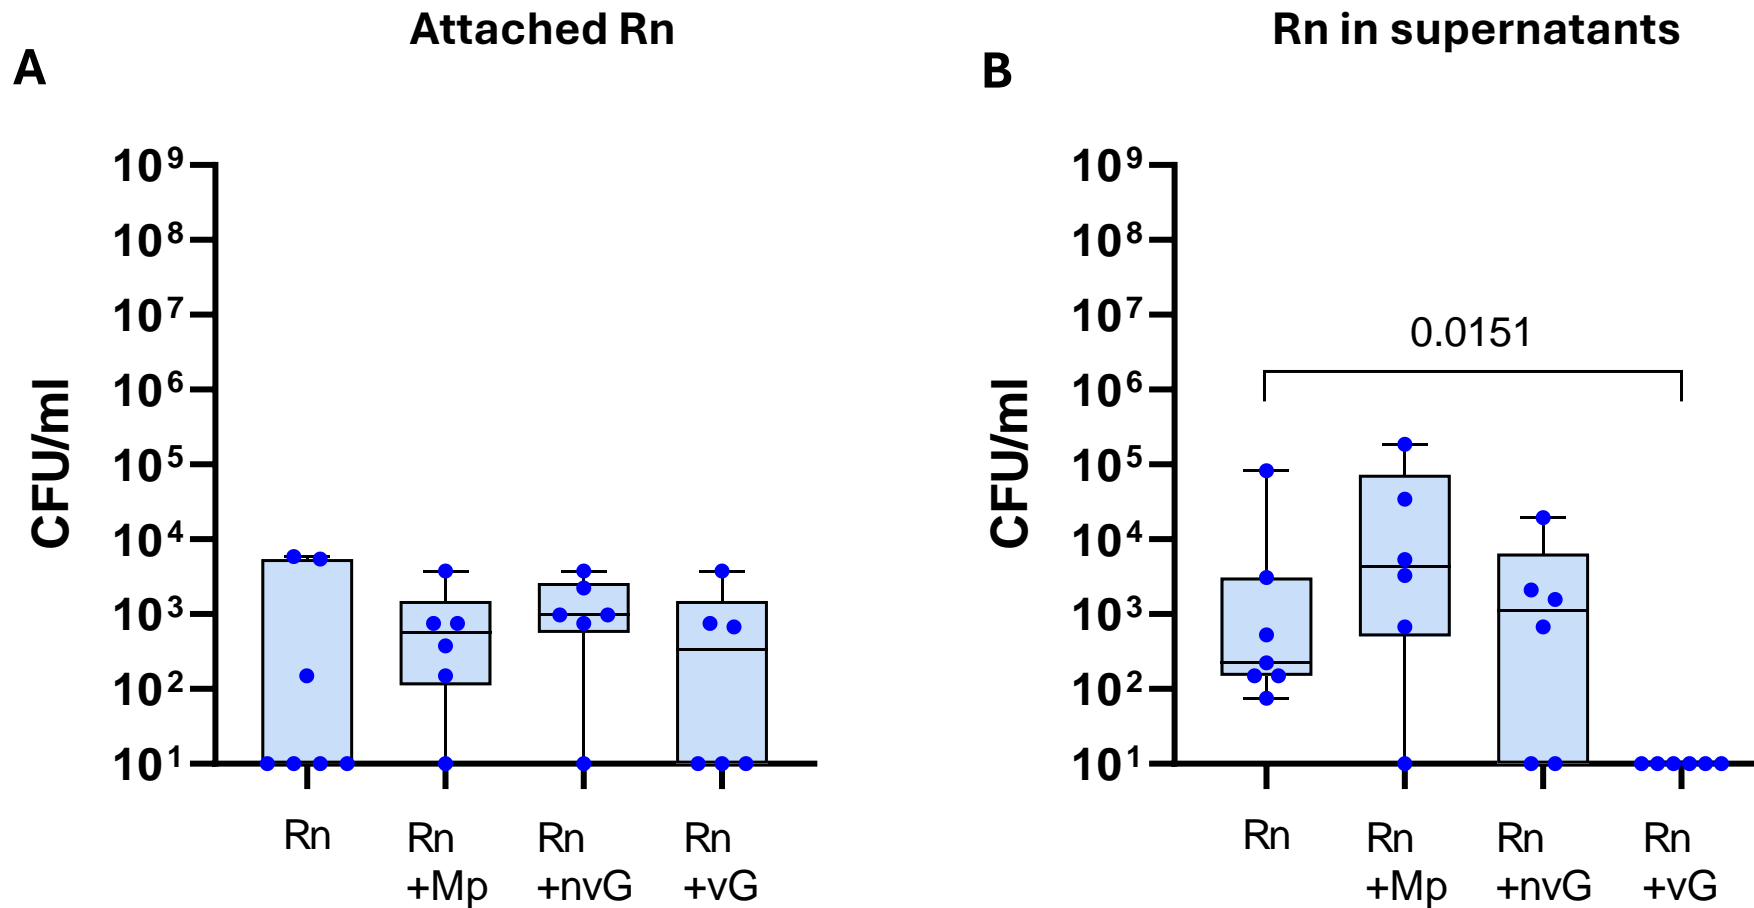 Attached Rn
A
10⁹
10⁸
10⁷
10⁶
10⁵
10⁴
10³
10²
10¹
CFU/ml
Rn
Rn
+Mp
Rn
+nvG
Rn
+vG
Rn in supernatants
B
10⁹
10⁸
10⁷
10⁶
10⁵
10⁴
10³
10²
10¹
CFU/ml
0.0151
Rn
Rn
+Mp
Rn
+nvG
Rn
+vG